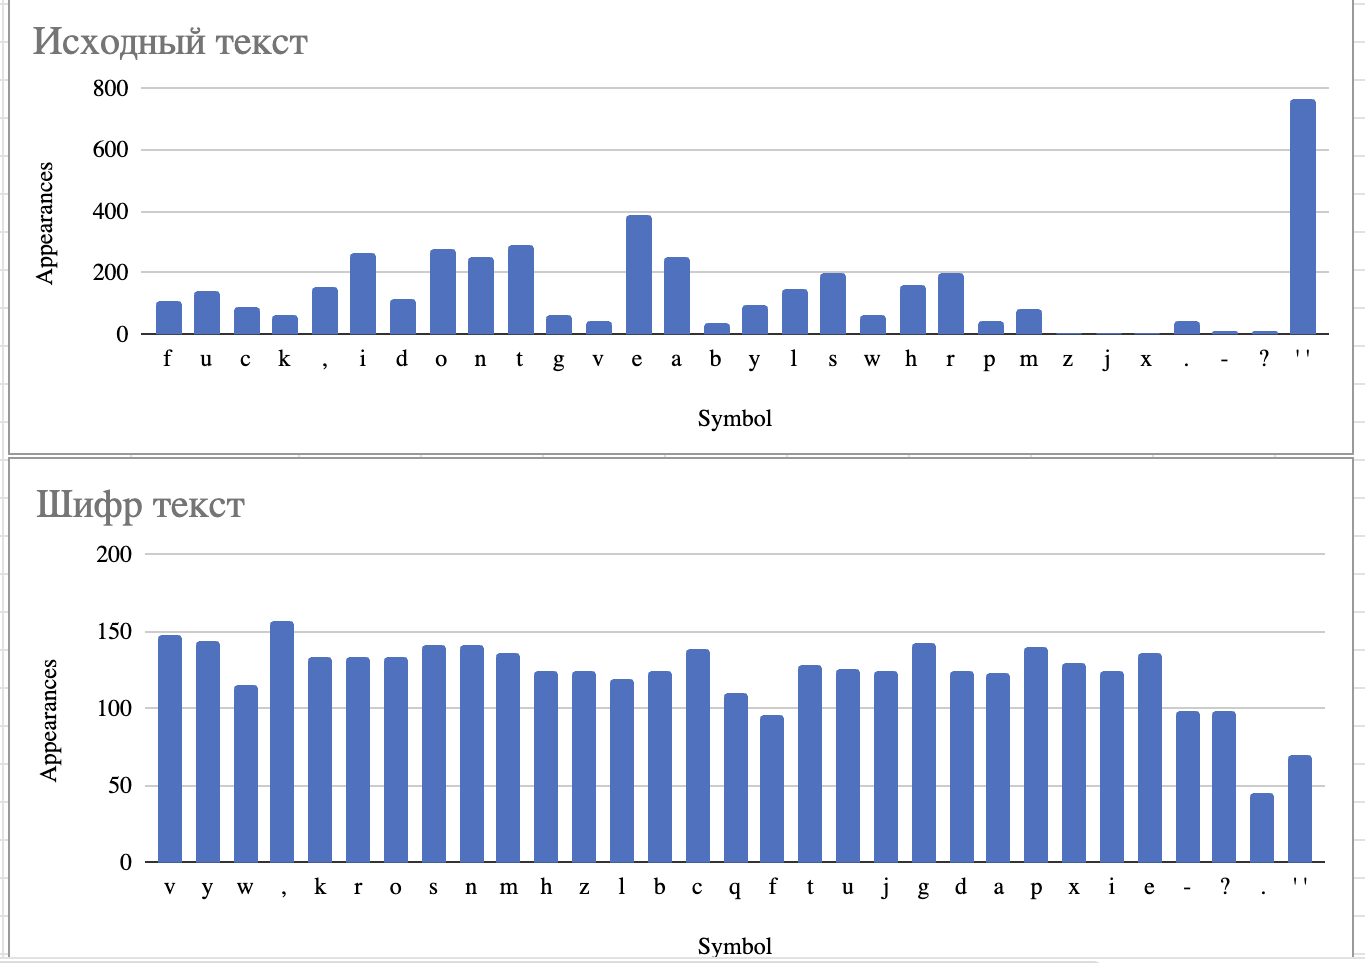 Исходный текст
800
600
400
200
0
Appearances
f u c k , i d o n t g v e a b y l s w h r p m z j x . - ? ' '
Symbol
Шифр текст
200
150
100
50
0
Appearances
v y w , k r o s n m h z l b c q f t u j g d a p x i e - ? . ' '
Symbol